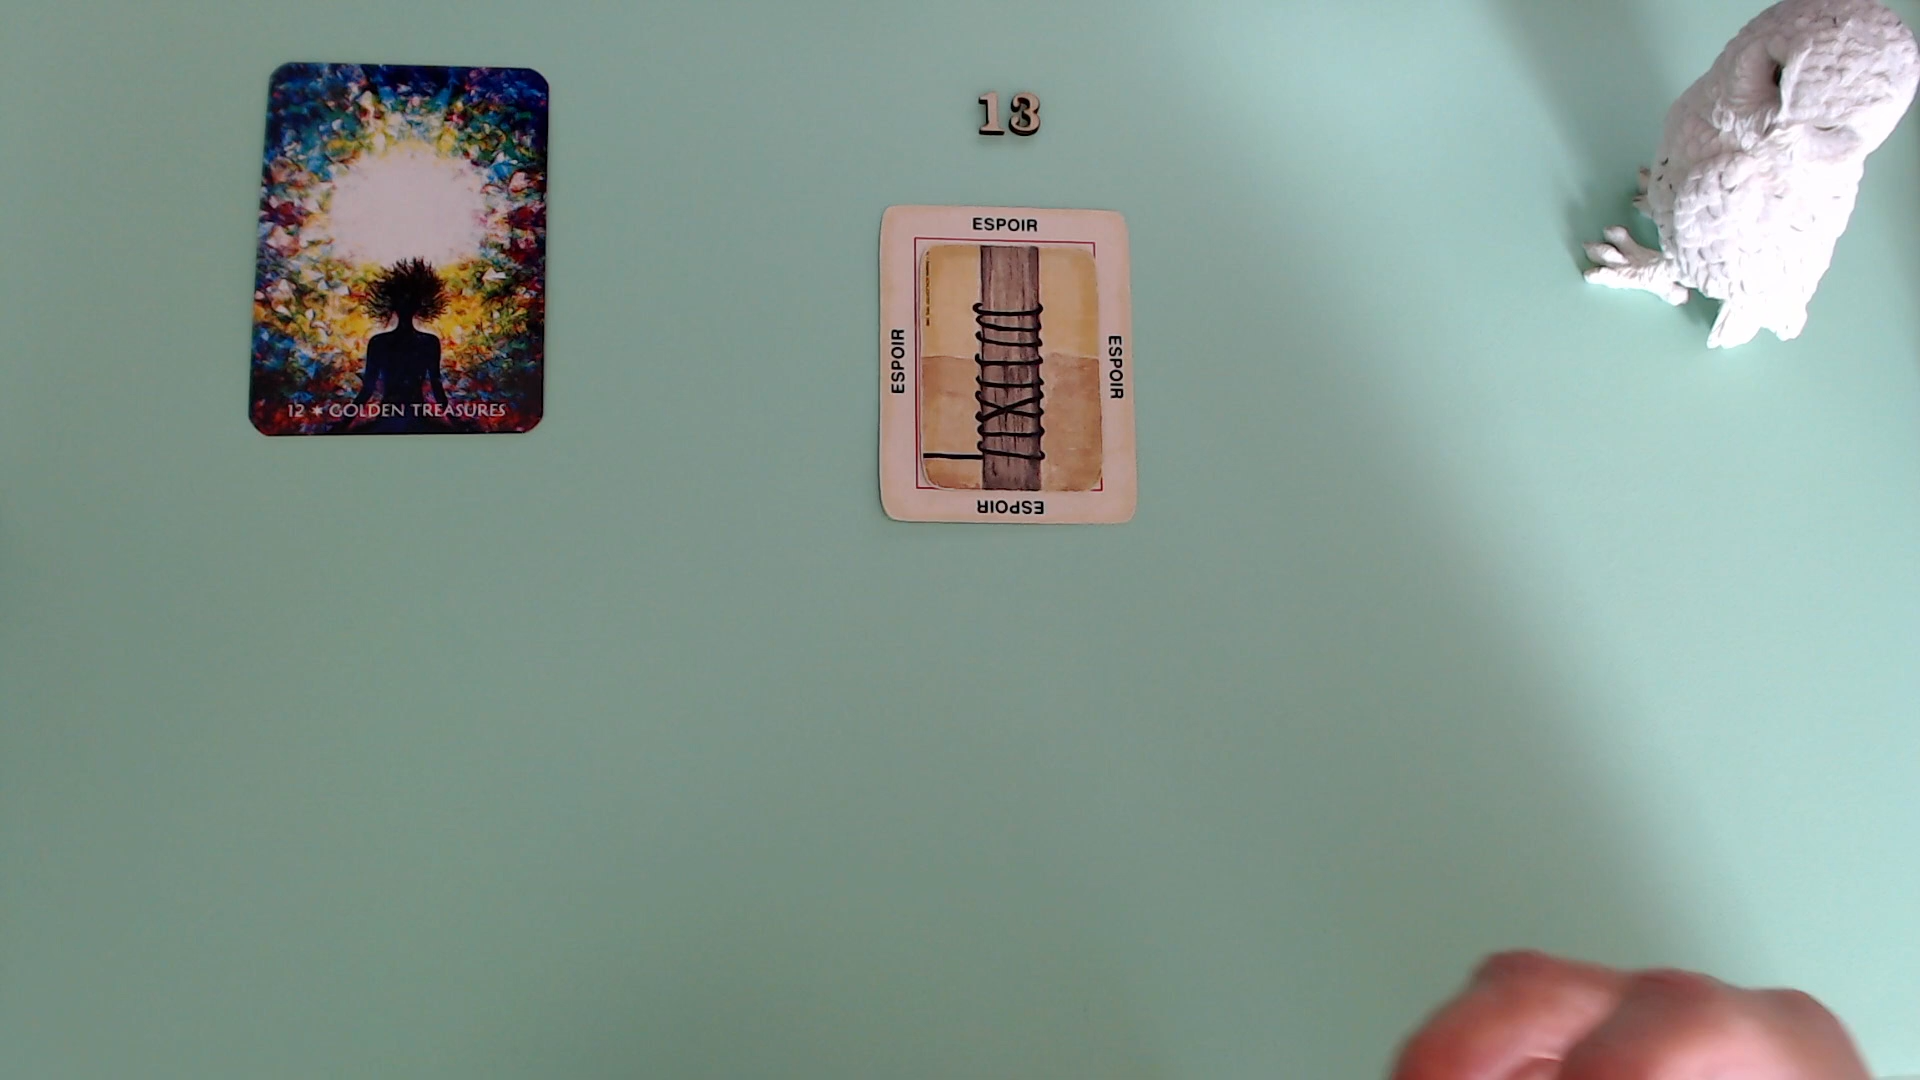 13
12 ✶ GOLDEN TREASURES
ESPOIR
ESPOIR
ESPOIR
ESPOIR